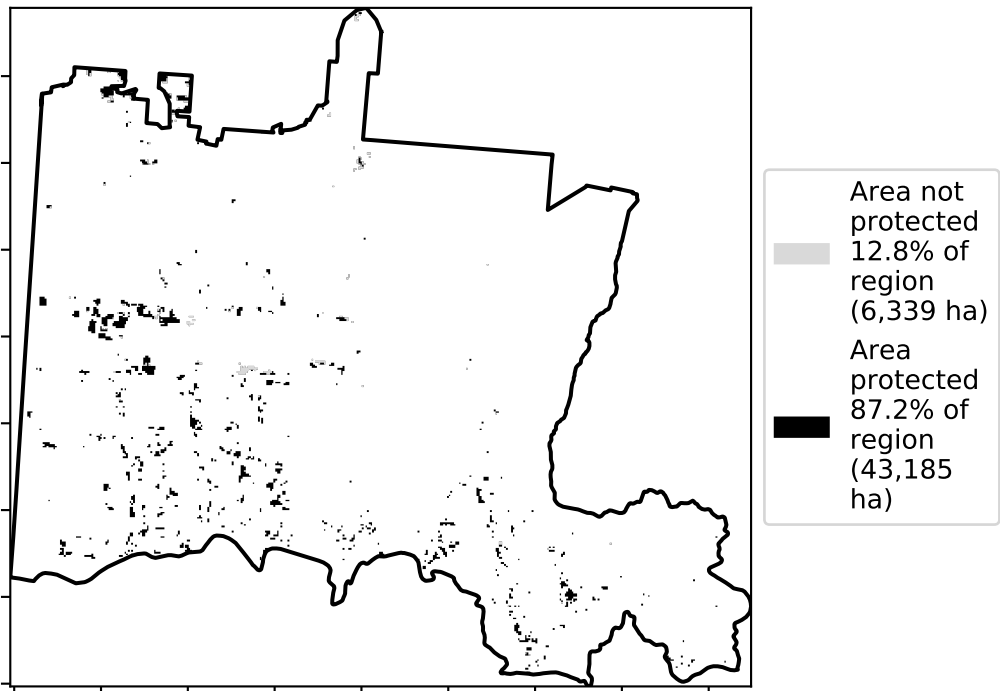 Area not
protected
12.8% of
region
(6,339 ha)
Area
protected
87.2% of
region
(43,185
ha)